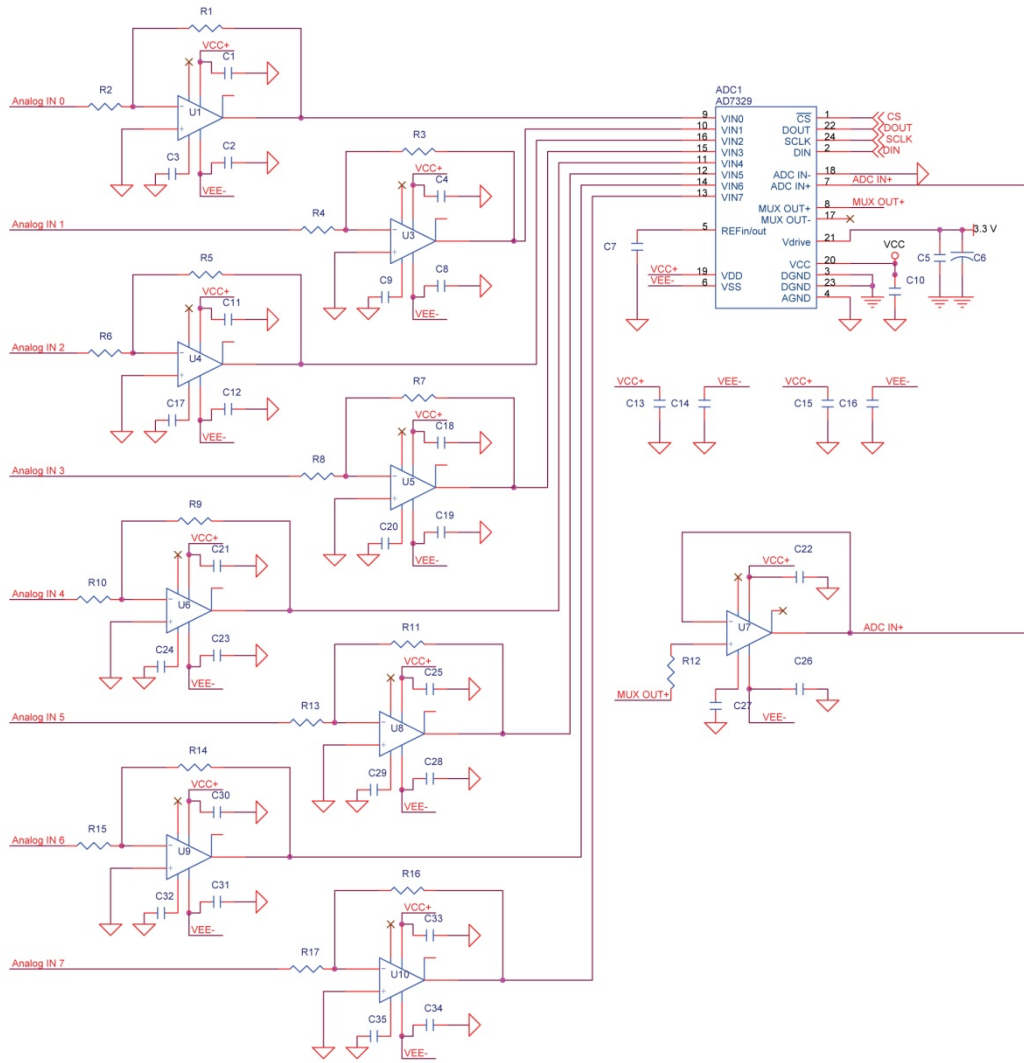 R1
VCC+
C1
R2
Analog IN 0
U1
C3
C2
VEE-
R3
VCC+
C4
R4
Analog IN 1
U3
C9
C8
VEE-
R5
VCC+
C11
R6
Analog IN 2
U4
C17
C12
VEE-
R7
VCC+
C18
R8
Analog IN 3
U5
C20
C19
VEE-
R9
VCC+
C21
R10
Analog IN 4
U6
C24
C23
VEE-
R11
VCC+
C25
R13
Analog IN 5
U8
C29
C28
VEE-
R14
VCC+
C30
R15
Analog IN 6
U9
C32
C31
VEE-
R16
VCC+
C33
R17
Analog IN 7
U10
C35
C34
VEE-
ADC1
AD7329
9 VIN0 CS 1 CS
10 VIN1 DOUT 22 DOUT
16 VIN2 SCLK 24 SCLK
15 VIN3 DIN 2 DIN
11 VIN4
12 VIN5 ADC IN- 18
14 VIN6 ADC IN+ 7 ADC IN+
13 VIN7
MUX OUT+ 8 MUX OUT+
MUX OUT- 17
5 REFin/out
Vdrive 21 3.3 V
C7
VCC
C5 C6
VCC 20
VCC+ 19 VDD DGND 3
VEE- 6 VSS DGND 23
C10
AGND 4
VCC+ VEE- VCC+ VEE-
C13 C14 C15 C16
C22
VCC+
U7
ADC IN+
R12
MUX OUT+
C26
C27
VEE-